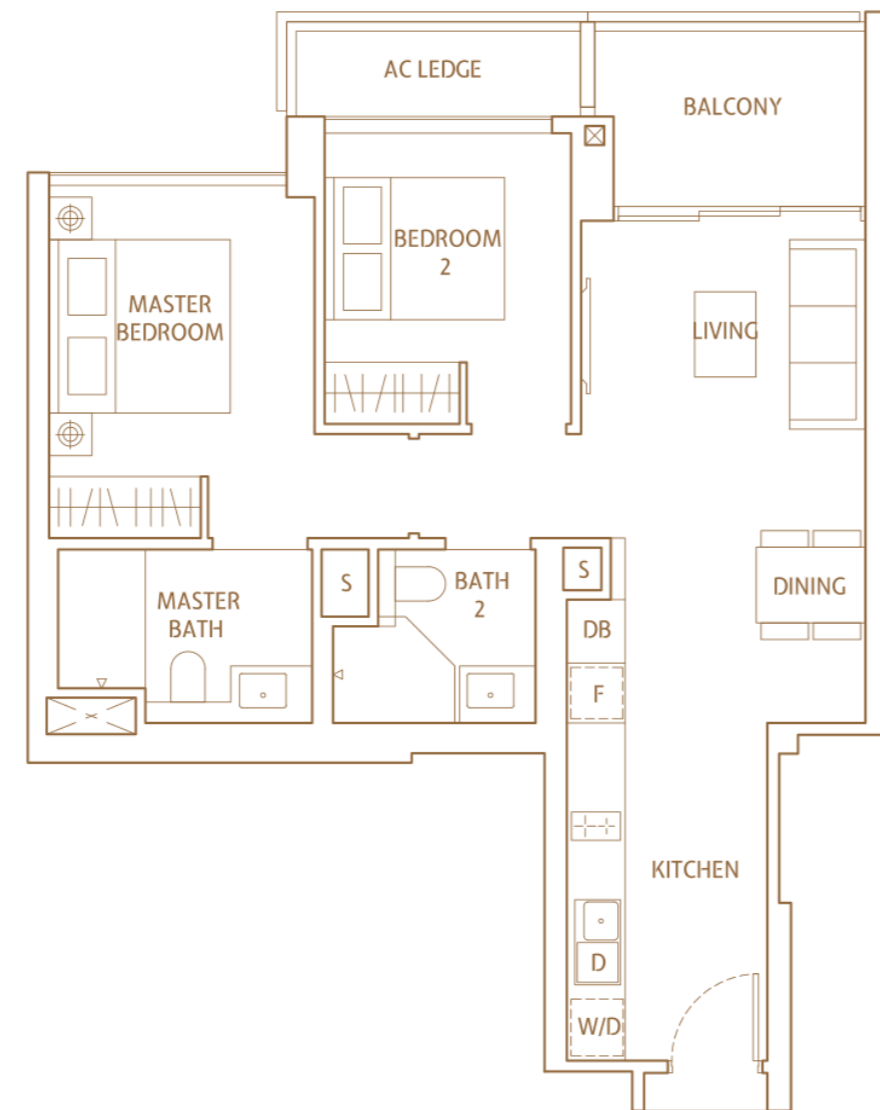 AC LEDGE
BALCONY
BEDROOM
2
MASTER
BEDROOM
LIVING
S
MASTER
BATH
BATH
2
S
DINING
DB
F
KITCHEN
D
W/D